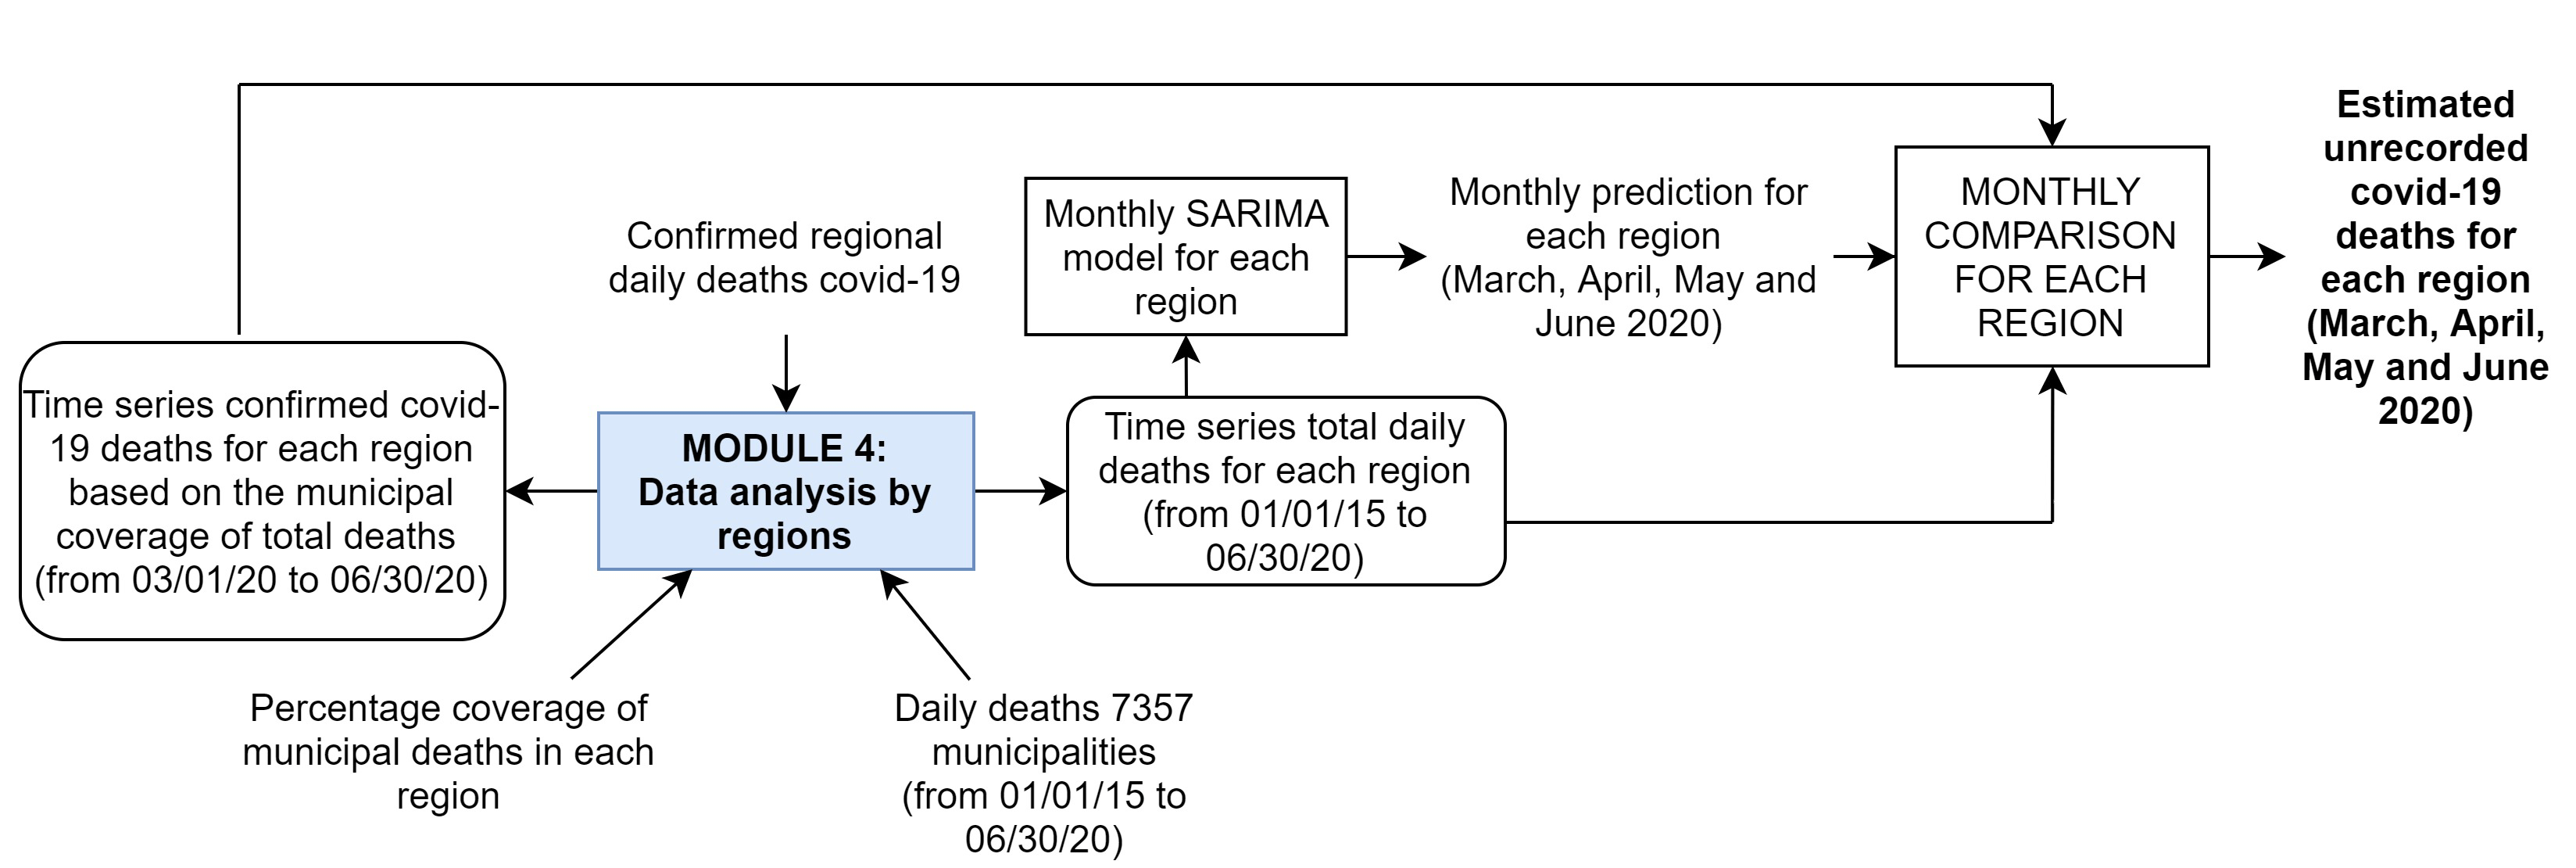 Time series confirmed covid-
19 deaths for each region
based on the municipal
coverage of total deaths
(from 03/01/20 to 06/30/20)
Confirmed regional
daily deaths covid-19
MODULE 4:
Data analysis by
regions
Percentage coverage of
municipal deaths in each
region
Daily deaths 7357
municipalities
(from 01/01/15 to
06/30/20)
Time series total daily
deaths for each region
(from 01/01/15 to
06/30/20)
Monthly SARIMA
model for each
region
Monthly prediction for
each region
(March, April, May and
June 2020)
MONTHLY
COMPARISON
FOR EACH
REGION
Estimated
unrecorded
covid-19
deaths for
each region
(March, April,
May and June
2020)